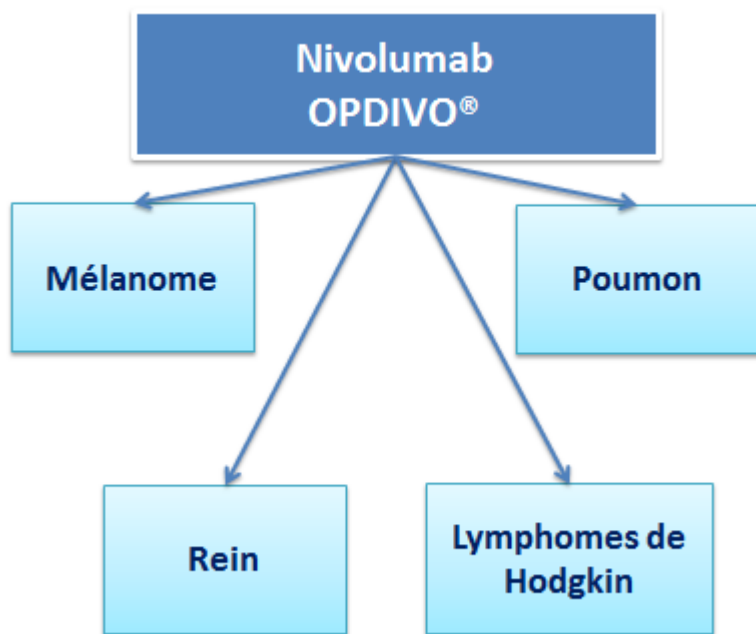 Nivolumab
OPDIVO®
Mélanome
Poumon
Rein
Lymphomes de
Hodgkin